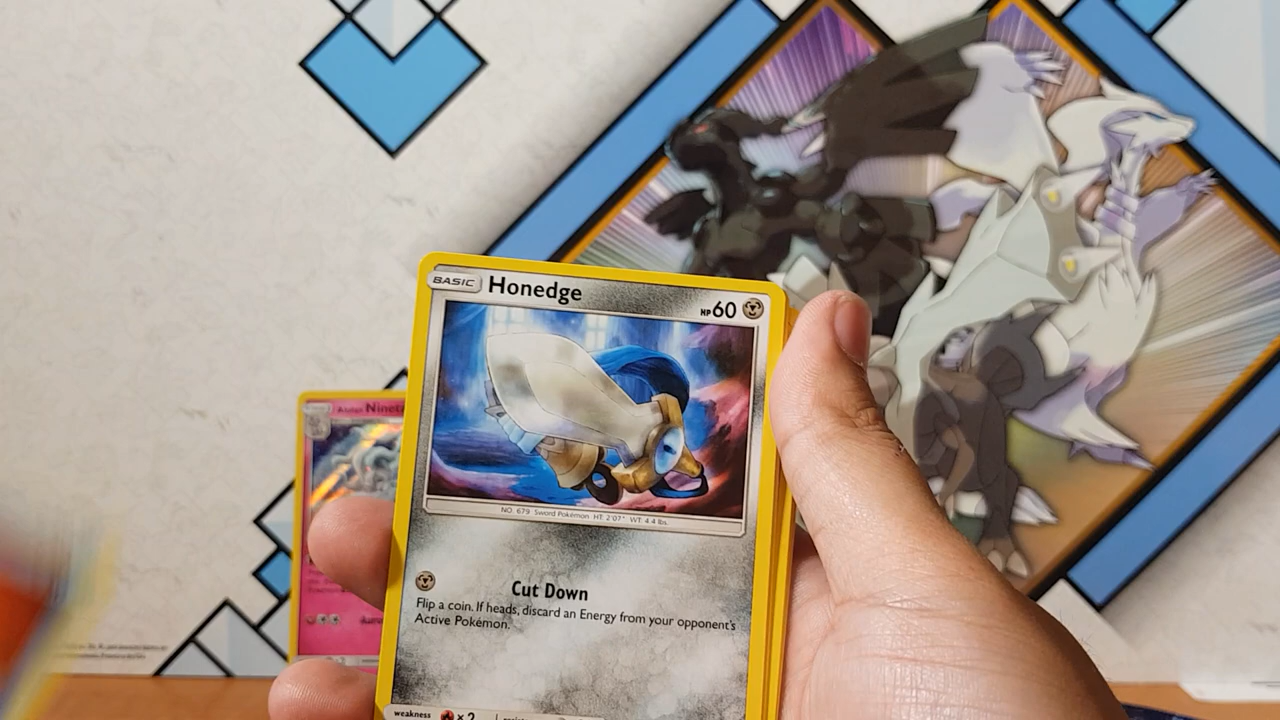 BASIC Honedge HP60
NO. 679 Sword Pokémon HT: 2'07" WT: 4.4 lbs.
Cut Down
Flip a coin. If heads, discard an Energy from your opponent's
Active Pokémon.
weakness ×2